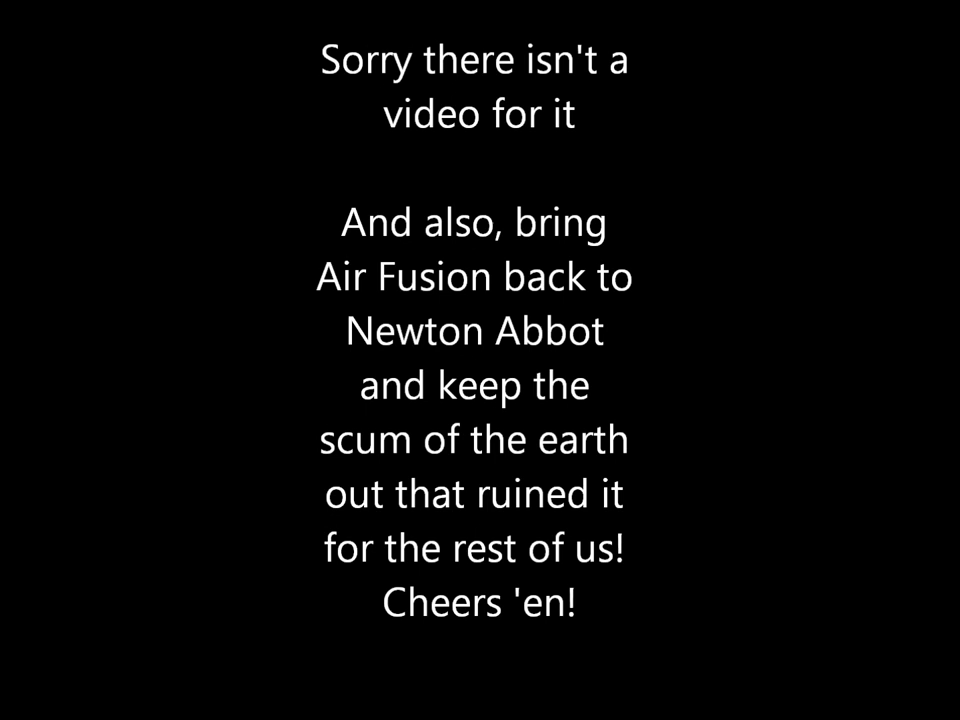 Sorry there isn't a
video for it
And also, bring
Air Fusion back to
Newton Abbot
and keep the
scum of the earth
out that ruined it
for the rest of us!
Cheers 'en!